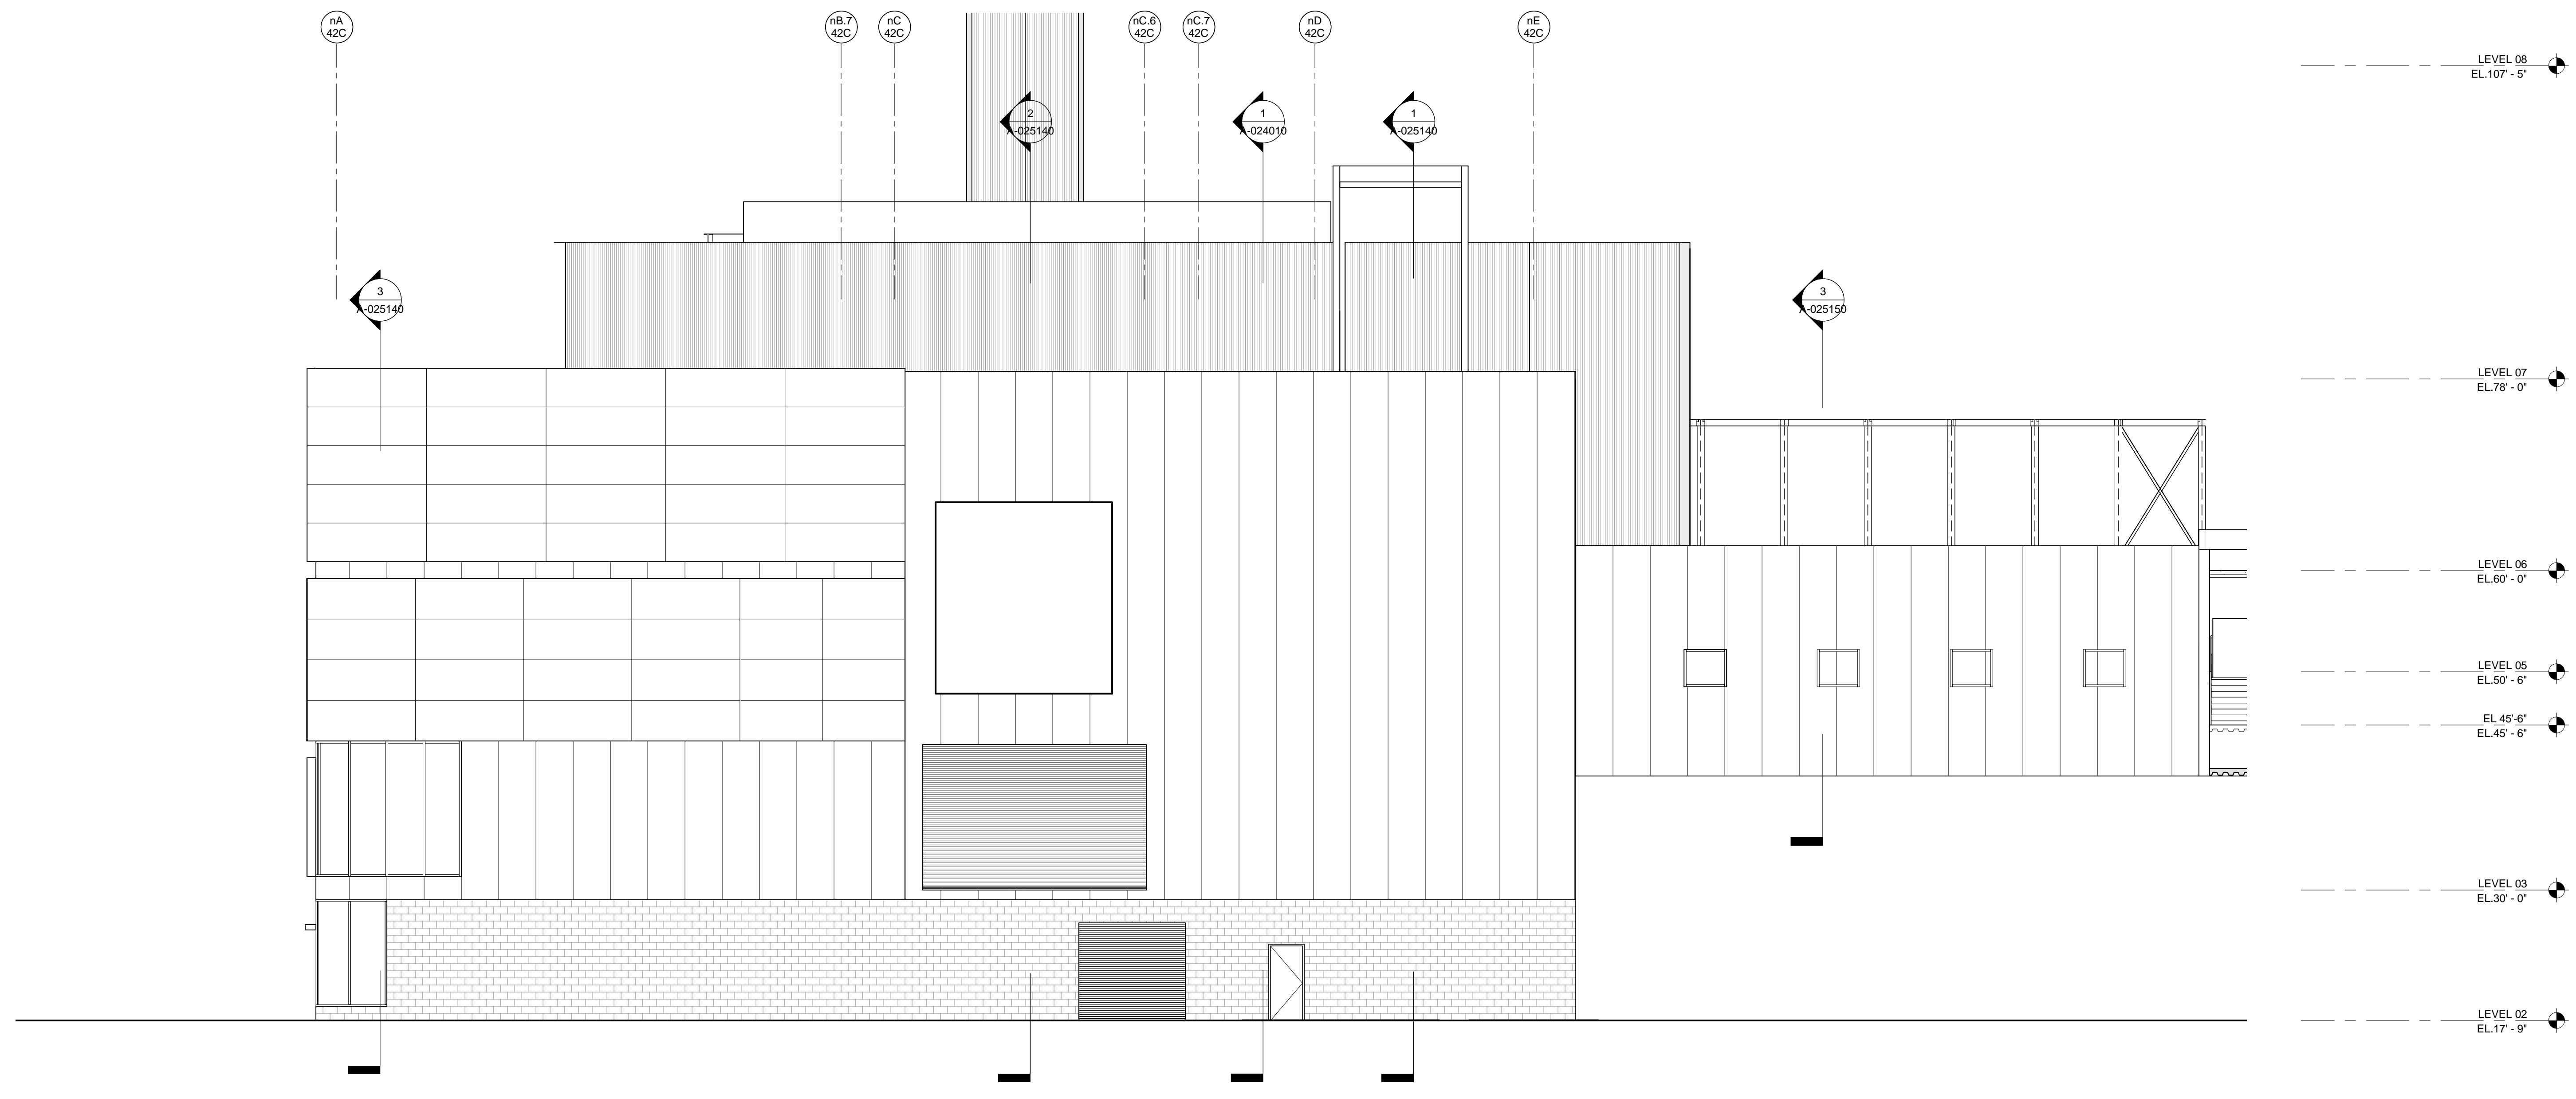 nA
42C
nB.7
42C
nC
42C
nC.6
42C
nC.7
42C
nD
42C
nE
42C
LEVEL 08
EL.107' - 5"
2
A-025140
1
A-024010
1
A-025140
3
A-025140
3
A-025150
LEVEL 07
EL.78' - 0"
LEVEL 06
EL.60' - 0"
LEVEL 05
EL.50' - 6"
EL 45'-6"
EL.45' - 6"
LEVEL 03
EL.30' - 0"
LEVEL 02
EL.17' - 9"